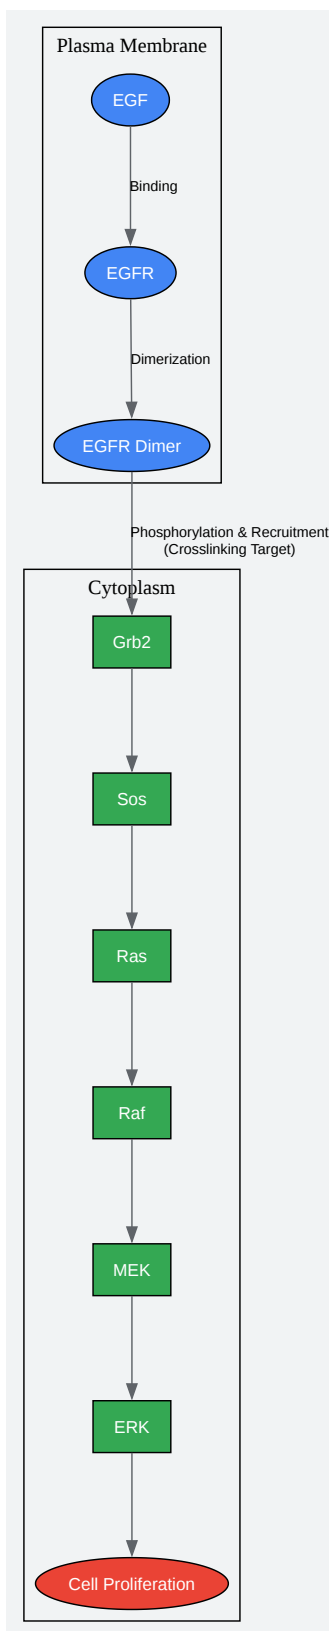 Plasma Membrane
EGF
Binding
EGFR
Dimerization
EGFR Dimer
Phosphorylation & Recruitment
(Crosslinking Target)
Cytoplasm
Grb2
Sos
Ras
Raf
MEK
ERK
Cell Proliferation